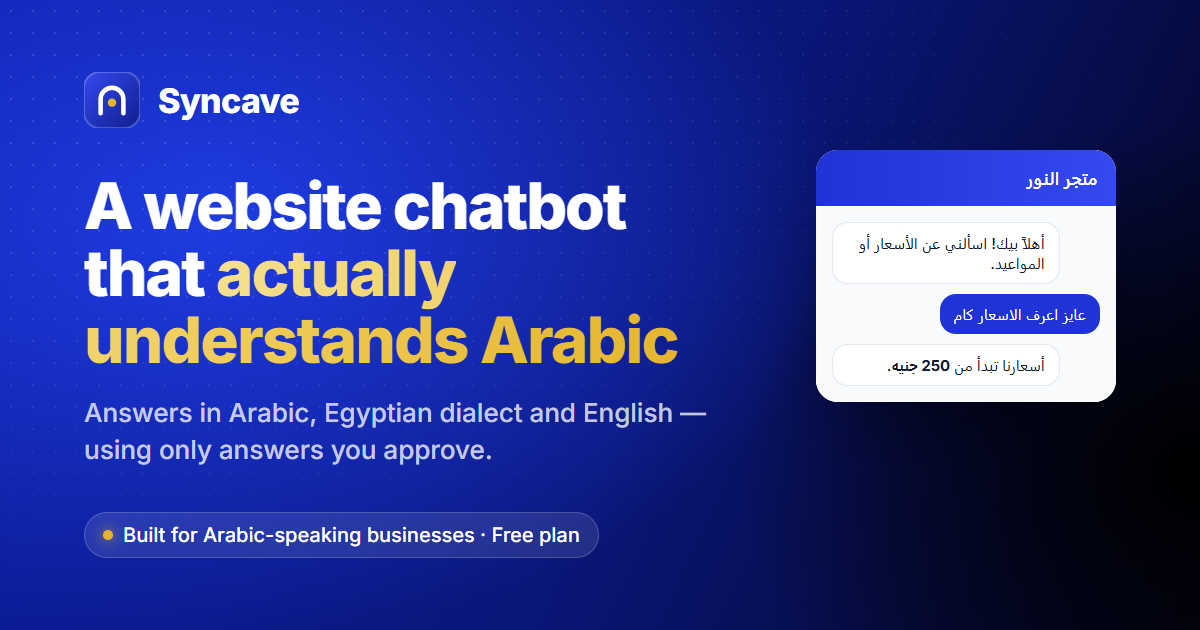 Syncave
A website chatbot
that actually
understands Arabic
Answers in Arabic, Egyptian dialect and English —
using only answers you approve.
Built for Arabic-speaking businesses · Free plan
متجر النور
أهلاً بيك! اسألني عن الأسعار أو
المواعيد.
عايز اعرف الاسعار كام
أسعارنا تبدأ من 250 جنيه.